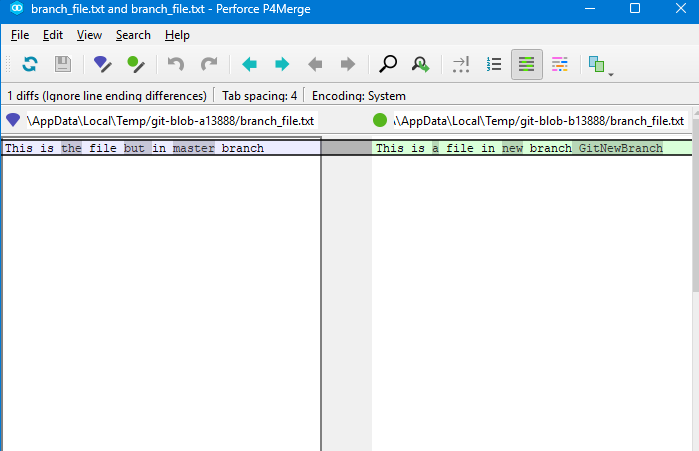 branch_file.txt and branch_file.txt - Perforce P4Merge
File Edit View Search Help
1 diffs (Ignore line ending differences) Tab spacing: 4 Encoding: System
\AppData\Local\Temp/git-blob-a13888/branch_file.txt
\AppData\Local\Temp/git-blob-b13888/branch_file.txt
This is the file but in master branch
This is a file in new branch GitNewBranch